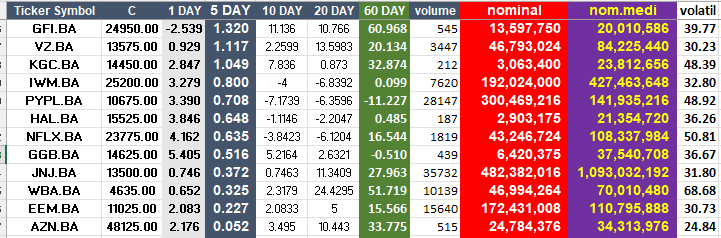 Ticker Symbol C 1 DAY 5 DAY 10 DAY 20 DAY 60 DAY volume nominal nom.medi volatil
GFI.BA 24950.00 -2.539 1.320 11.136 10.766 60.968 545 13,597,750 20,010,586 39.77
VZ.BA 13575.00 0.929 1.117 2.2599 13.5983 20.134 3447 46,793,024 84,225,440 30.23
KGC.BA 14450.00 2.847 1.049 7.836 0.873 32.874 212 3,063,400 23,812,656 48.39
IWM.BA 25200.00 3.279 0.800 -4 -6.8392 0.099 7620 192,024,000 427,463,648 32.80
PYPL.BA 10675.00 3.390 0.708 -7.1739 -6.3596 -11.227 28147 300,469,216 141,935,216 48.92
HAL.BA 15525.00 3.846 0.648 -1.1146 -2.2047 0.485 187 2,903,175 21,354,720 36.26
NFLX.BA 23775.00 4.162 0.635 -3.8423 -6.1204 16.544 1819 43,246,724 108,337,984 50.81
GGB.BA 14625.00 5.405 0.516 5.2164 2.6321 -0.510 439 6,420,375 37,540,708 36.67
JNJ.BA 13500.00 0.746 0.372 0.7463 11.3409 27.963 35732 482,382,016 1,093,032,192 31.80
WBA.BA 4635.00 0.652 0.325 2.3179 24.4295 51.719 10139 46,994,264 70,010,480 68.68
EEM.BA 11025.00 2.083 0.227 2.0833 5 15.566 15640 172,431,008 110,795,888 30.73
AZN.BA 48125.00 2.176 0.052 3.495 10.443 33.775 515 24,784,376 34,313,976 24.84